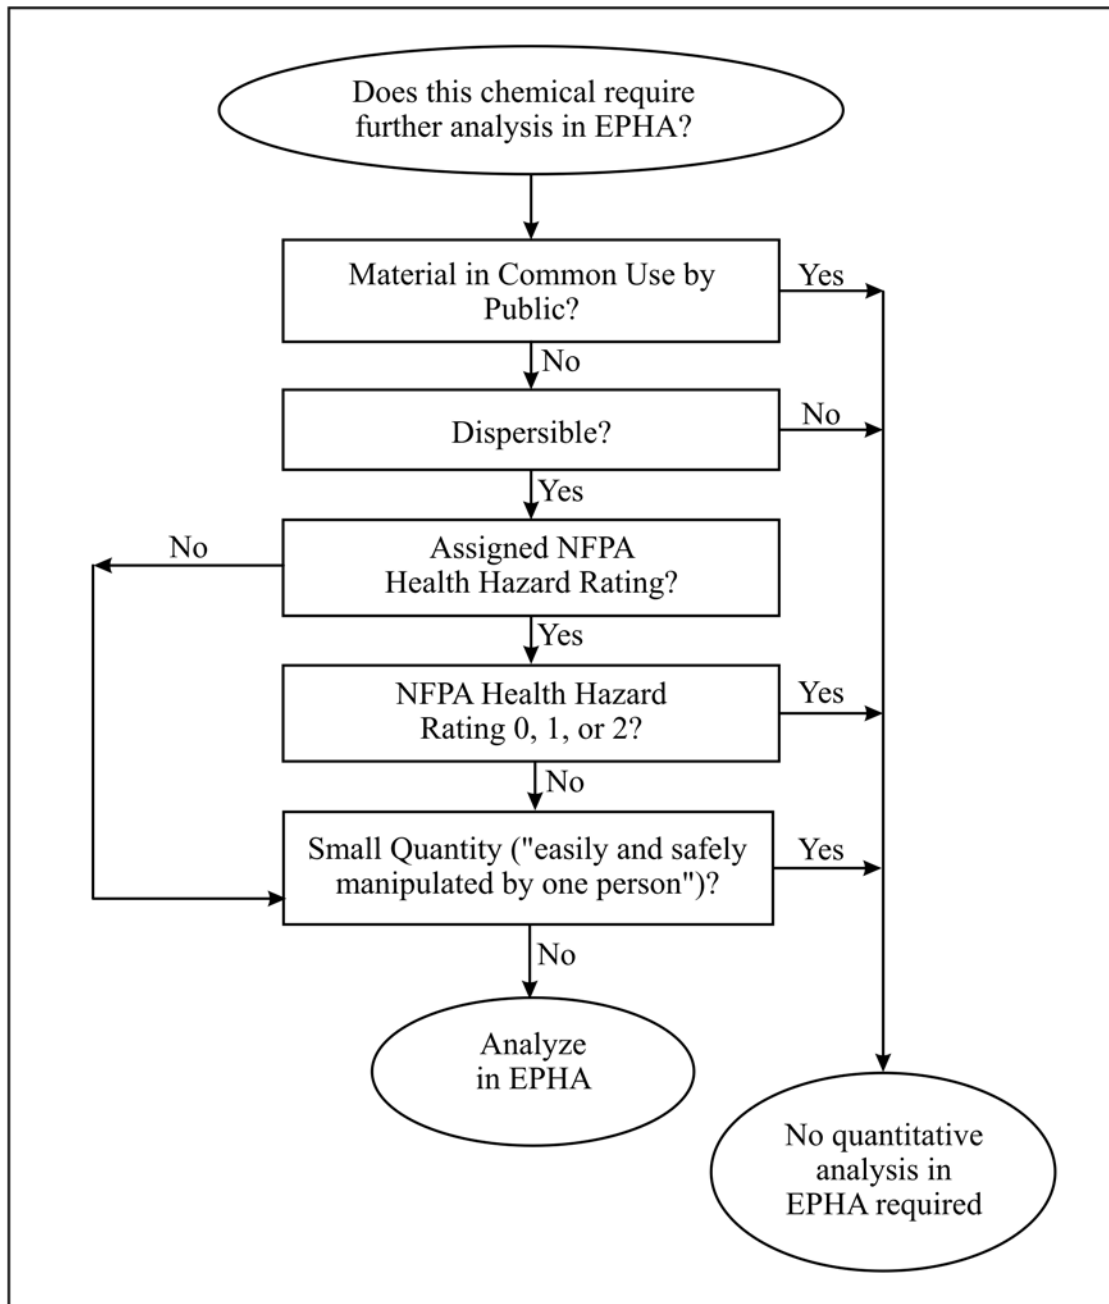 Does this chemical require
further analysis in EPHA?
Material in Common Use by
Public?
Yes
No
Dispersible?
No
Yes
Assigned NFPA
Health Hazard Rating?
No
Yes
NFPA Health Hazard
Rating 0, 1, or 2?
Yes
No
Small Quantity ("easily and safely
manipulated by one person")?
Yes
No
Analyze
in EPHA
No quantitative
analysis in
EPHA required